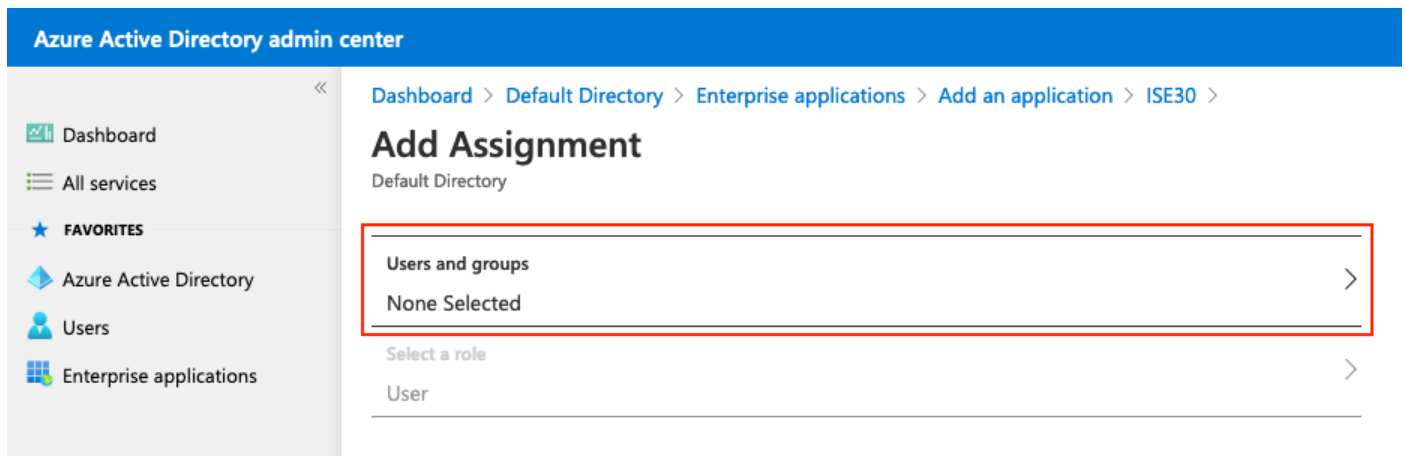 Azure Active Directory admin center
«
Dashboard
All services
FAVORITES
Azure Active Directory
Users
Enterprise applications
Dashboard > Default Directory > Enterprise applications > Add an application > ISE30 >
Add Assignment
Default Directory
Users and groups
None Selected
Select a role
User